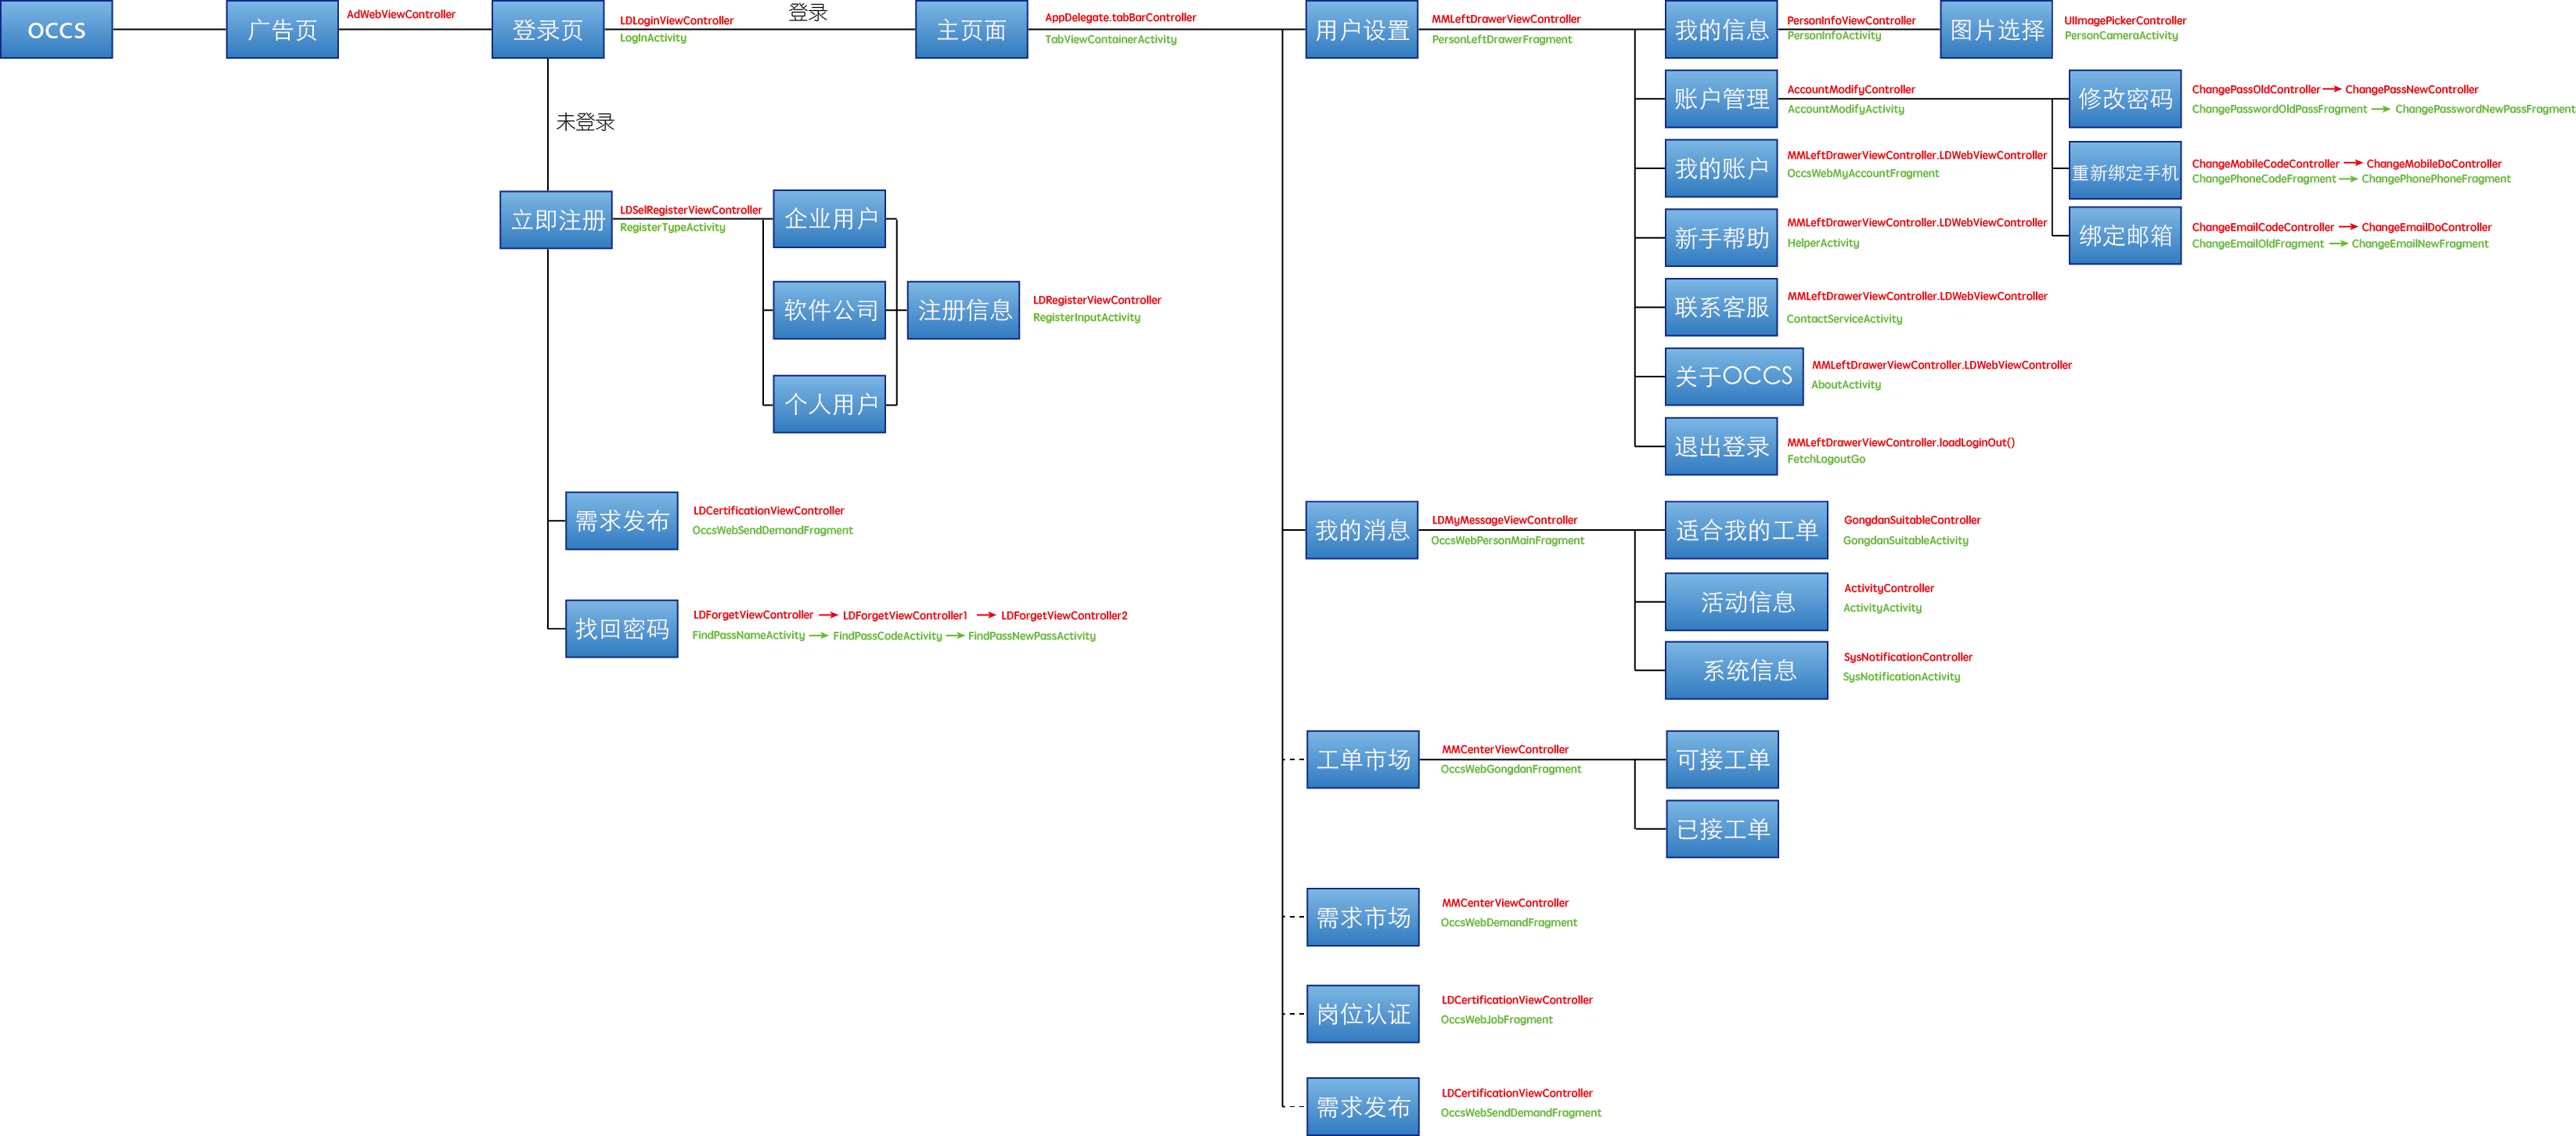 OCCS
广告页
AdWebViewController
登录页
LDLoginViewController
LogInActivity
登录
主页面
AppDelegate.tabBarController
TabViewContainerActivity
用户设置
MMLeftDrawerViewController
PersonLeftDrawerFragment
我的信息
PersonInfoViewController
PersonInfoActivity
图片选择
UIImagePickerController
PersonCameraActivity
账户管理
AccountModifyController
AccountModifyActivity
修改密码
ChangePassOldController → ChangePassNewController
ChangePasswordOldPassFragment → ChangePasswordNewPassFragment
未登录
我的账户
MMLeftDrawerViewController.LDWebViewController
OccsWebMyAccountFragment
重新绑定手机
ChangeMobileCodeController → ChangeMobileDoController
ChangePhoneCodeFragment → ChangePhonePhoneFragment
立即注册
LDSelRegisterViewController
RegisterTypeActivity
企业用户
新手帮助
MMLeftDrawerViewController.LDWebViewController
HelperActivity
绑定邮箱
ChangeEmailCodeController → ChangeEmailDoController
ChangeEmailOldFragment → ChangeEmailNewFragment
软件公司
注册信息
LDRegisterViewController
RegisterInputActivity
联系客服
MMLeftDrawerViewController.LDWebViewController
ContactServiceActivity
个人用户
关于OCCS
MMLeftDrawerViewController.LDWebViewController
AboutActivity
退出登录
MMLeftDrawerViewController.loadLoginOut()
FetchLogoutGo
需求发布
LDCertificationViewController
OccsWebSendDemandFragment
我的消息
LDMyMessageViewController
OccsWebPersonMainFragment
适合我的工单
GongdanSuitableController
GongdanSuitableActivity
找回密码
LDForgetViewController → LDForgetViewController1 → LDForgetViewController2
FindPassNameActivity → FindPassCodeActivity → FindPassNewPassActivity
活动信息
ActivityController
ActivityActivity
系统信息
SysNotificationController
SysNotificationActivity
工单市场
MMCenterViewController
OccsWebGongdanFragment
可接工单
已接工单
需求市场
MMCenterViewController
OccsWebDemandFragment
岗位认证
LDCertificationViewController
OccsWebJobFragment
需求发布
LDCertificationViewController
OccsWebSendDemandFragment